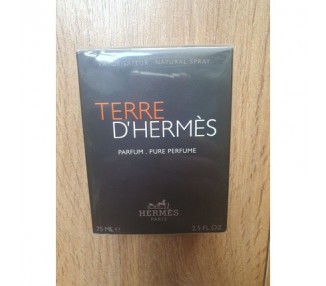 NATURAL SPRAY
TERRE
D'HERMÈS
PARFUM . PURE PERFUME
HERMÈS
PARIS
75 ML
2.5 FL.OZ.